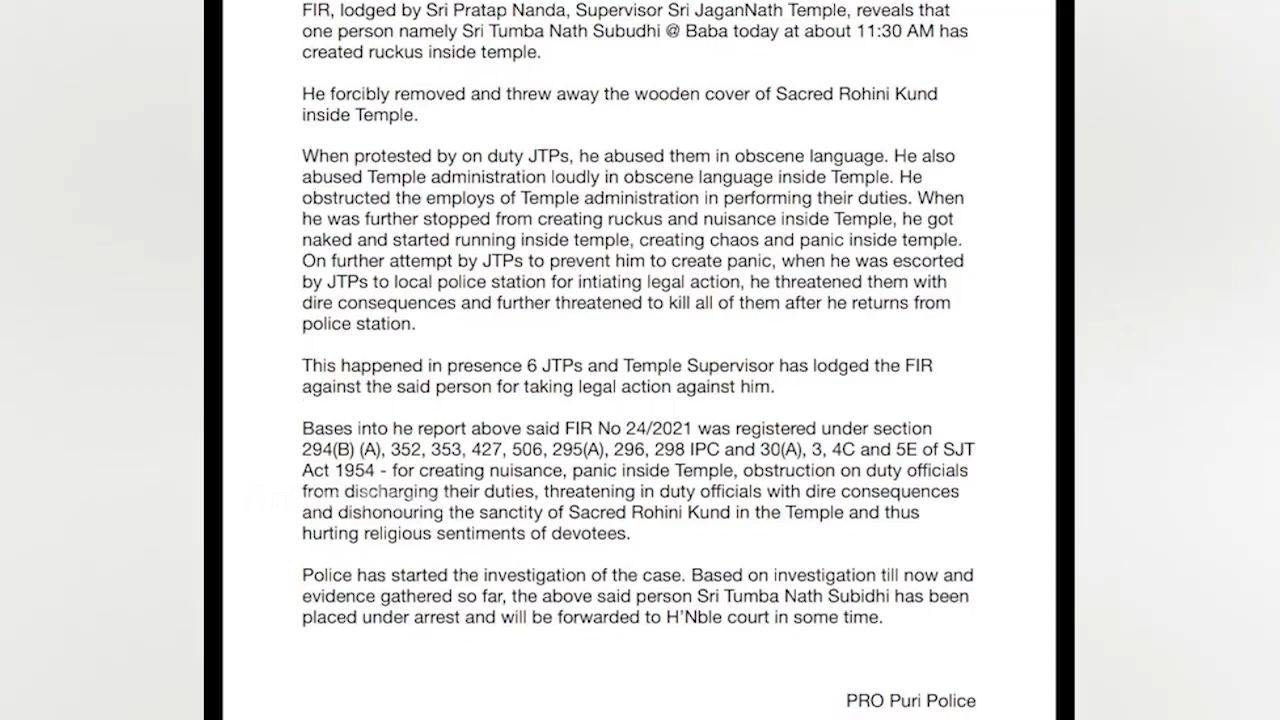 FIR, lodged by Sri Pratap Nanda, Supervisor Sri JaganNath Temple, reveals that
one person namely Sri Tumba Nath Subudhi @ Baba today at about 11:30 AM has
created ruckus inside temple.
He forcibly removed and threw away the wooden cover of Sacred Rohini Kund
inside Temple.
When protested by on duty JTPs, he abused them in obscene language. He also
abused Temple administration loudly in obscene language inside Temple. He
obstructed the employs of Temple administration in performing their duties. When
he was further stopped from creating ruckus and nuisance inside Temple, he got
naked and started running inside temple, creating chaos and panic inside temple.
On further attempt by JTPs to prevent him to create panic, when he was escorted
by JTPs to local police station for intiating legal action, he threatened them with
dire consequences and further threatened to kill all of them after he returns from
police station.
This happened in presence 6 JTPs and Temple Supervisor has lodged the FIR
against the said person for taking legal action against him.
Bases into he report above said FIR No 24/2021 was registered under section
294(B) (A), 352, 353, 427, 506, 295(A), 296, 298 IPC and 30(A), 3, 4C and 5E of SJT
Act 1954 - for creating nuisance, panic inside Temple, obstruction on duty officials
from discharging their duties, threatening in duty officials with dire consequences
and dishonouring the sanctity of Sacred Rohini Kund in the Temple and thus
hurting religious sentiments of devotees.
Police has started the investigation of the case. Based on investigation till now and
evidence gathered so far, the above said person Sri Tumba Nath Subidhi has been
placed under arrest and will be forwarded to H'Nble court in some time.
PRO Puri Police